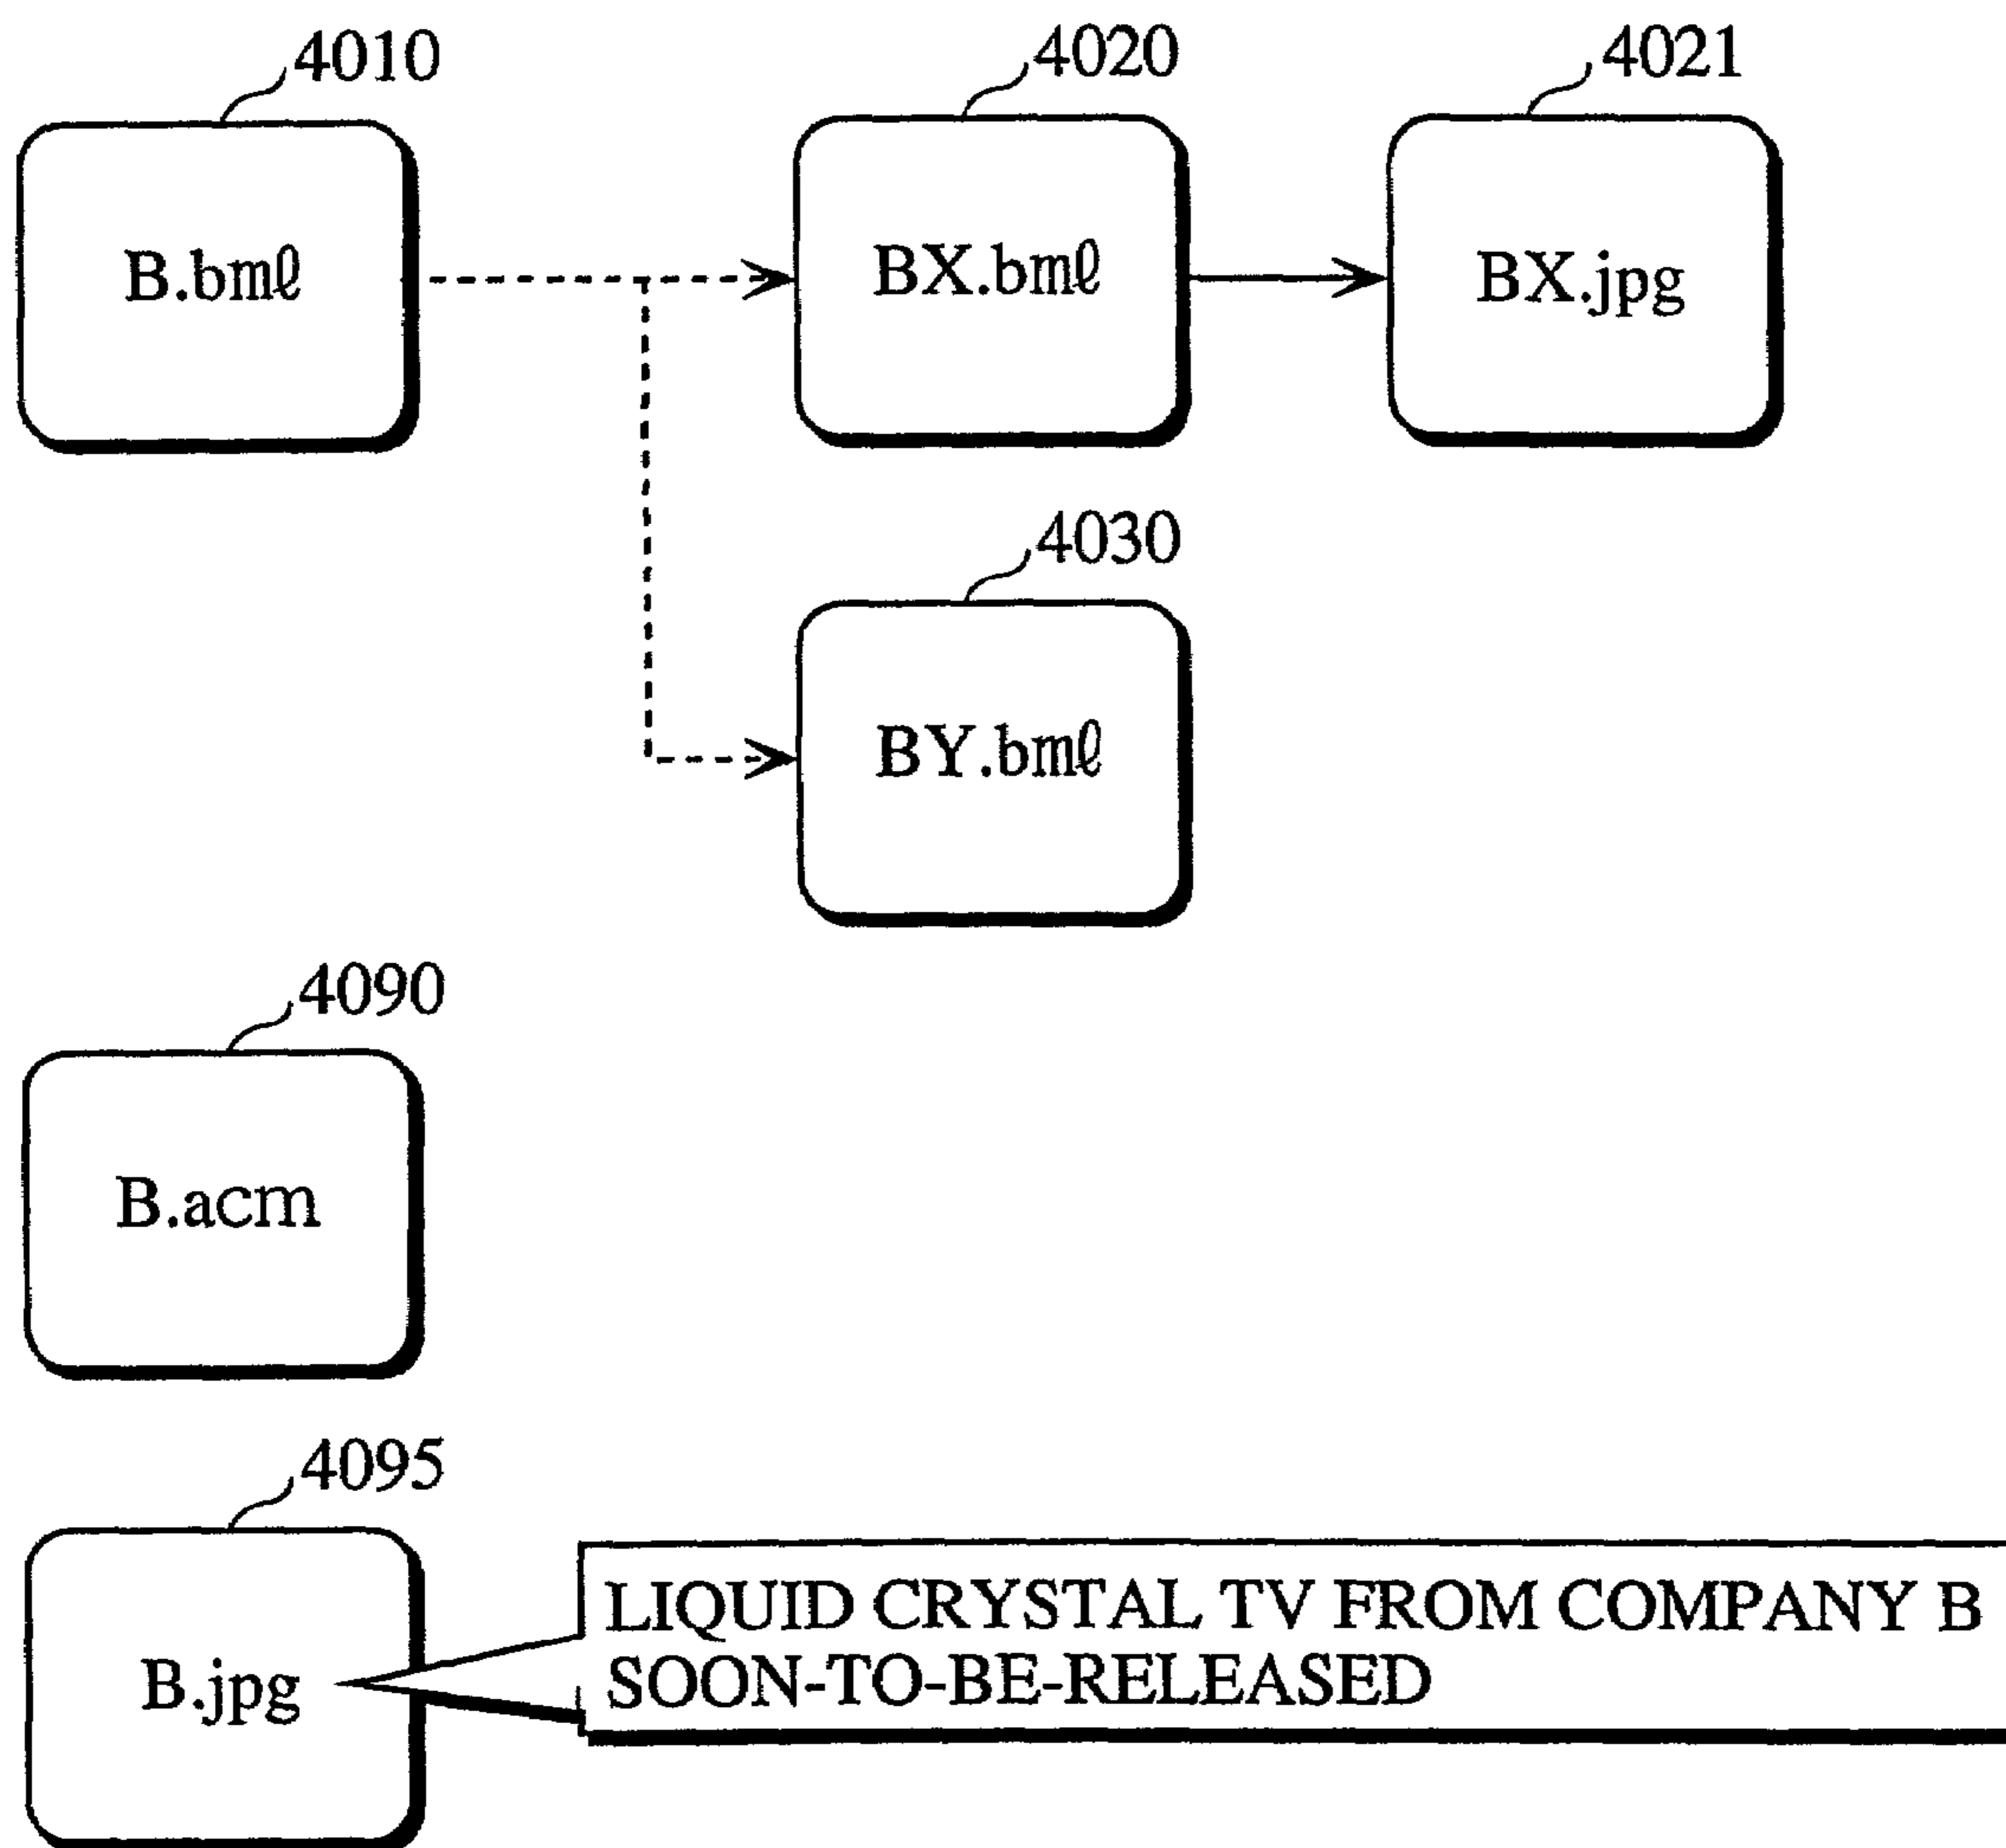 4010
4020
4021
B.bmℓ
BX.bmℓ
BX.jpg
4030
BY.bmℓ
4090
B.acm
4095
B.jpg
LIQUID CRYSTAL TV FROM COMPANY B
SOON-TO-BE-RELEASED